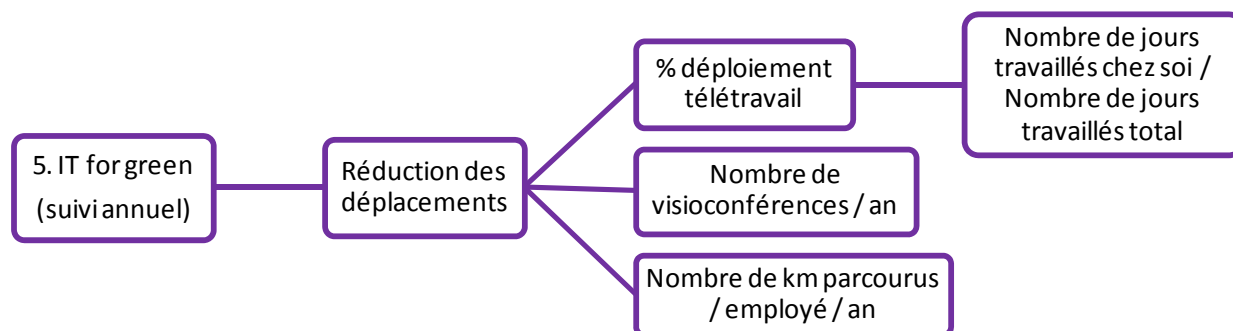 5. IT for green
(suivi annuel)
Réduction des
déplacements
% déploiement
télétravail
Nombre de jours
travaillés chez soi /
Nombre de jours
travaillés total
Nombre de
visioconférences / an
Nombre de km parcourus
/ employé / an